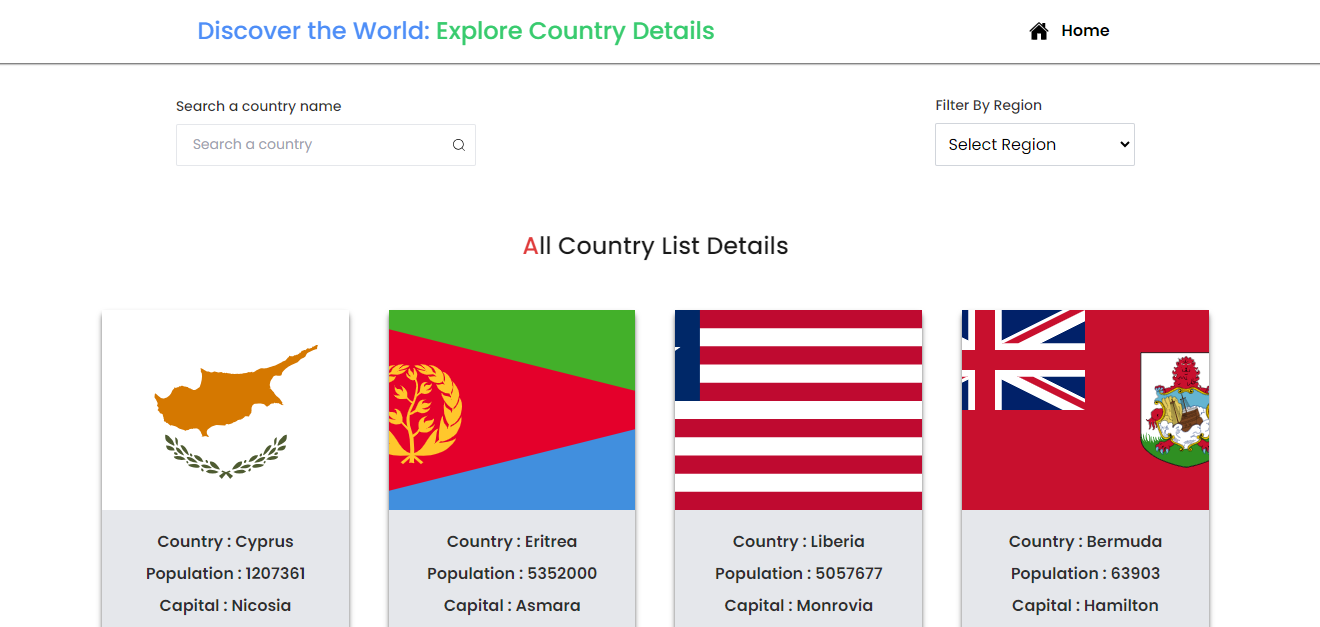 Discover the World: Explore Country Details
Home
Search a country name
Filter By Region
Search a country
Select Region
All Country List Details
Country : Cyprus
Population : 1207361
Capital : Nicosia
Country : Eritrea
Population : 5352000
Capital : Asmara
Country : Liberia
Population : 5057677
Capital : Monrovia
Country : Bermuda
Population : 63903
Capital : Hamilton